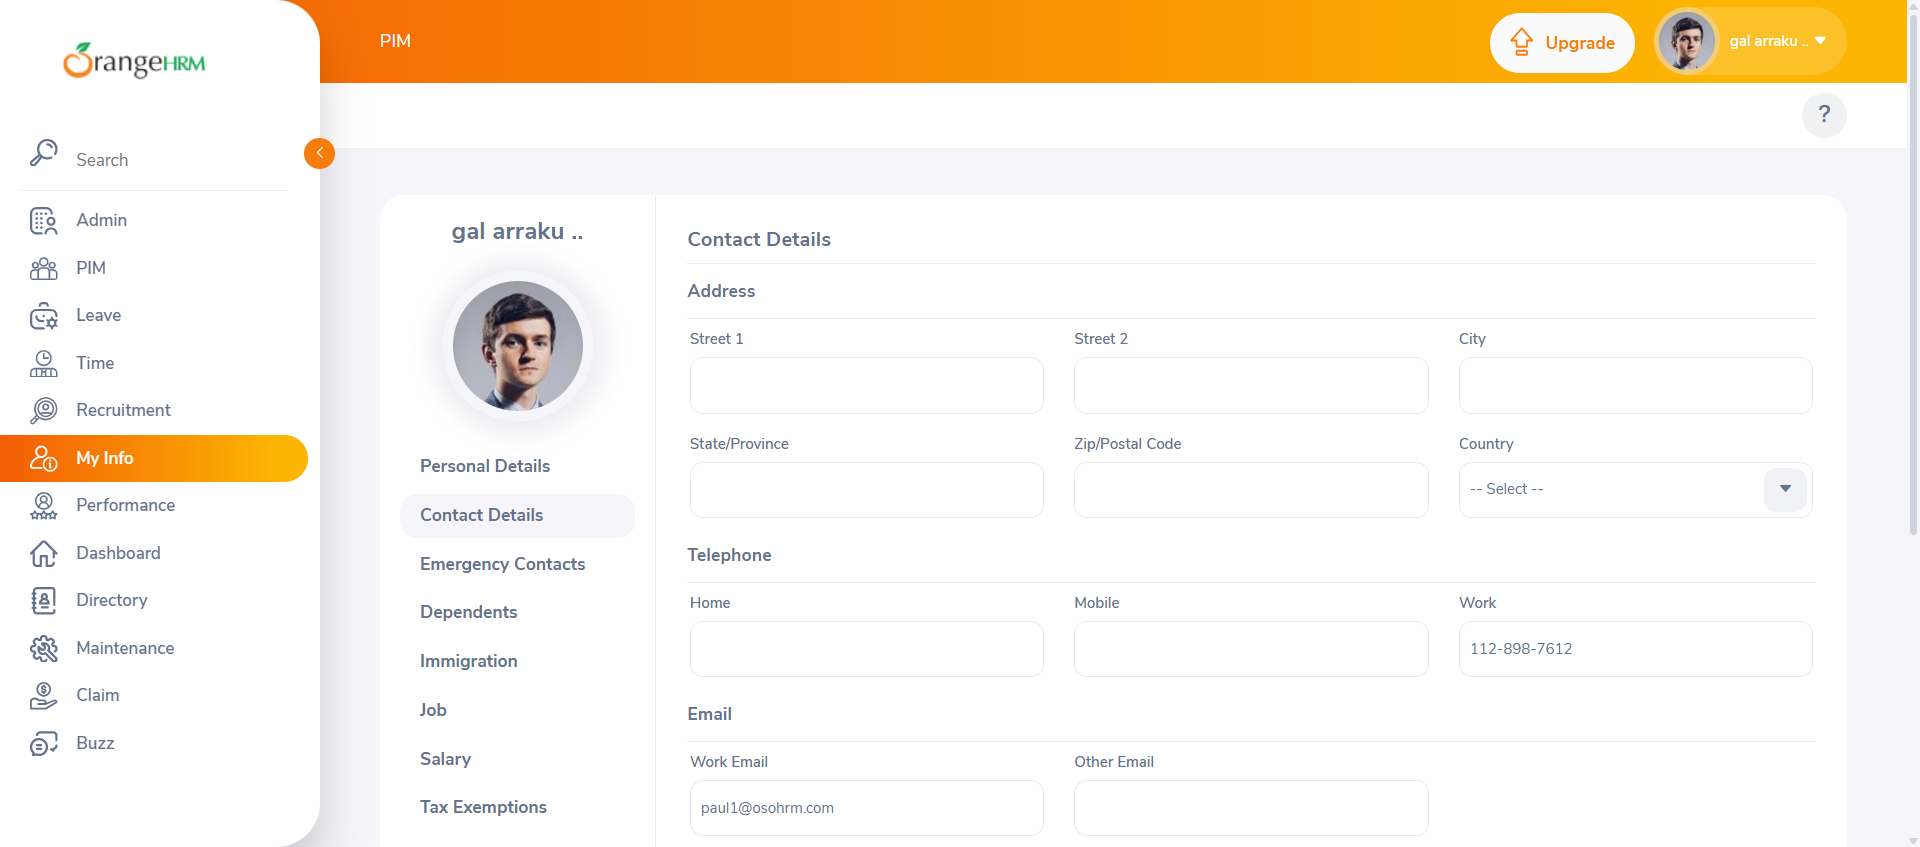 OrangeHRM
PIM
Upgrade
gal arraku ..
?
Search
Admin
PIM
Leave
Time
Recruitment
My Info
Performance
Dashboard
Directory
Maintenance
Claim
Buzz
gal arraku ..
Personal Details
Contact Details
Emergency Contacts
Dependents
Immigration
Job
Salary
Tax Exemptions
Contact Details
Address
Street 1
Street 2
City
State/Province
Zip/Postal Code
Country
-- Select --
Telephone
Home
Mobile
Work
112-898-7612
Email
Work Email
Other Email
paul1@osohrm.com